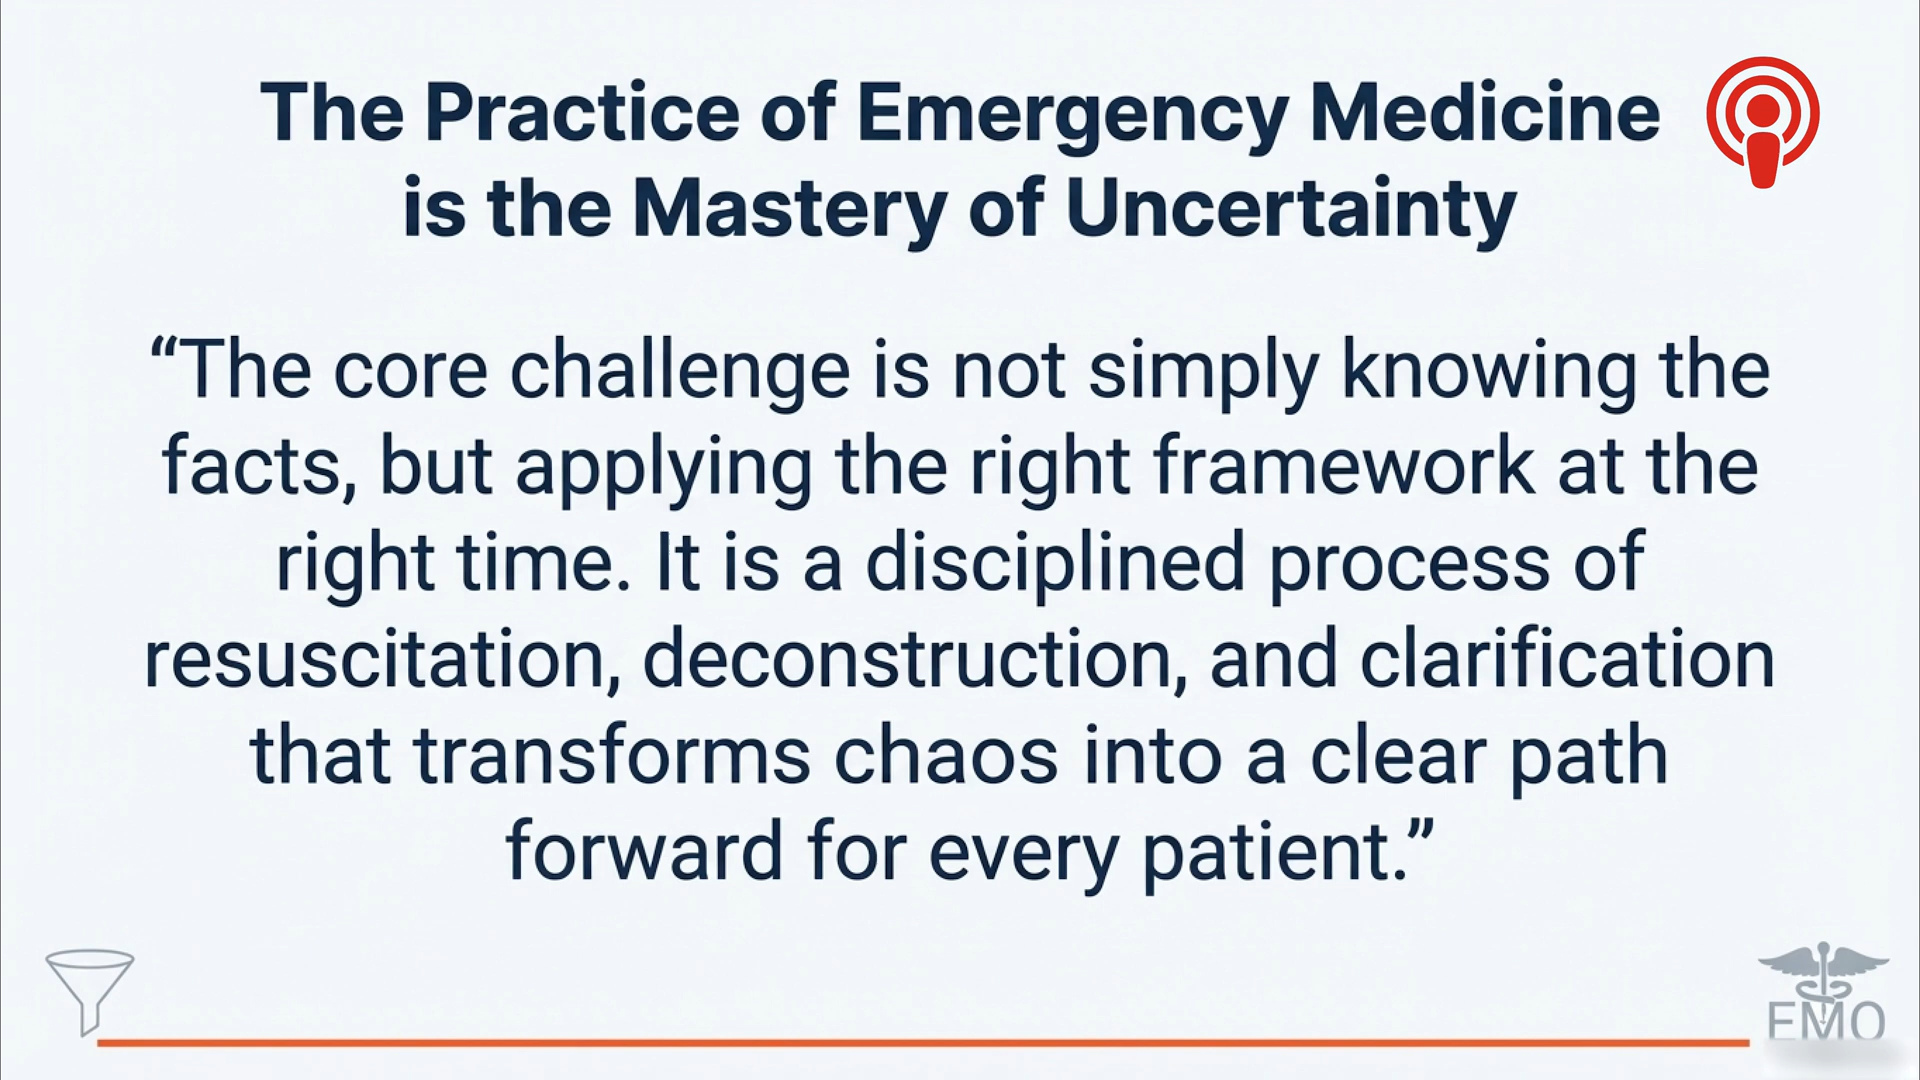 The Practice of Emergency Medicine
is the Mastery of Uncertainty
“The core challenge is not simply knowing the
facts, but applying the right framework at the
right time. It is a disciplined process of
resuscitation, deconstruction, and clarification
that transforms chaos into a clear path
forward for every patient.”
EMO